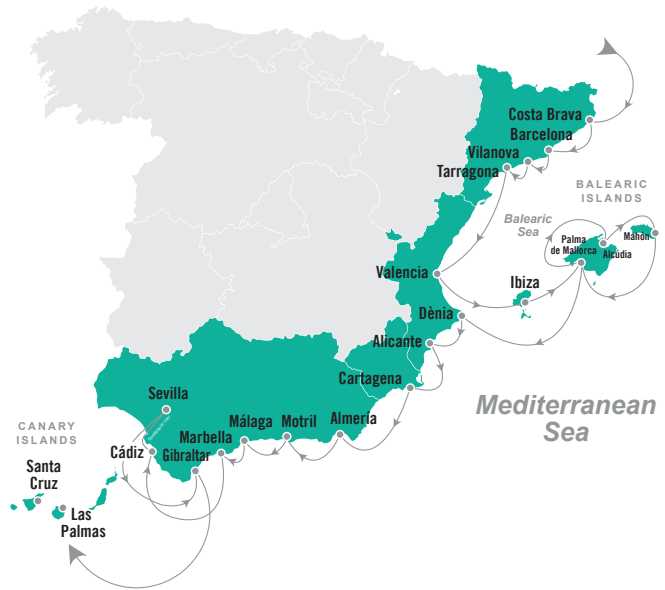 Costa Brava
Barcelona
Vilanova
Tarragona
BALEARIC
ISLANDS
Balearic
Sea
Palma
de Mallorca
Alcúdia
Mahón
Valencia
Ibiza
Dènia
Alicante
Cartagena
Mediterranean
Sea
Sevilla
CANARY
ISLANDS
Málaga
Motril
Almería
Marbella
Cádiz
Gibraltar
Santa
Cruz
Las
Palmas